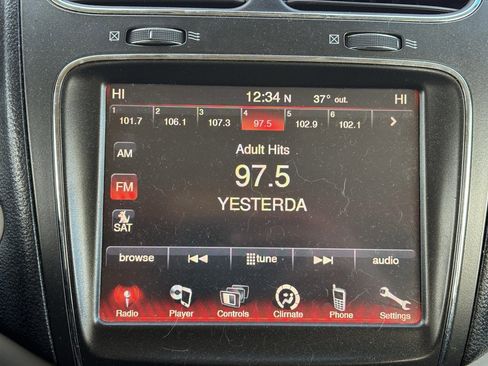 HI 12:34 N 37° out. HI
1 2 3 4 5 6
101.7 106.1 107.3 97.5 102.9 102.1
AM
Adult Hits
FM
97.5
YESTERDA
SAT
browse tune audio
Radio Player Controls Climate Phone Settings